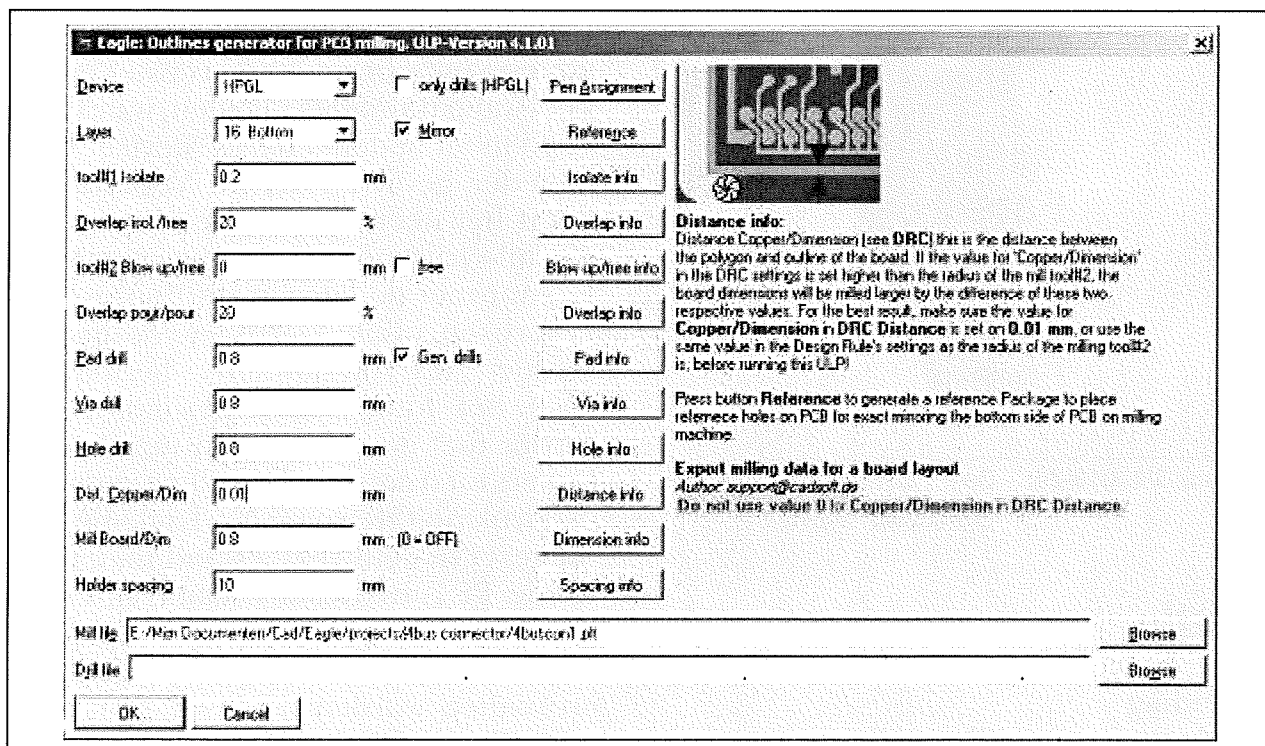 Eagle: Outlines generator for PCB milling, ULP-Version 4.1.01
Device HPGL only drills (HPGL) Pen Assignment
Layer 16 Bottom Mirror Reference
tool#1 Isolate 0.2 mm Isolate info
Overlap isol./free 20 % Overlap info
tool#2 Blow up/free 0 mm free Blow up/free info
Overlap pour/pour 20 % Overlap info
Pad drill 0.8 mm Gen. drills Pad info
Via drill 0.8 mm Via info
Hole drill 0.8 mm Hole info
Dist. Copper/Dim 0.01 mm Distance info
Mill Board/Dim 0.8 mm (0 = OFF) Dimension info
Holder spacing 10 mm Spacing info
Distance info:
Distance Copper/Dimension (see DRC) this is the distance between
the polygon and outline of the board. If the value for 'Copper/Dimension'
in the DRC settings is set higher than the radius of the mill tool#2, the
board dimensions will be milled larger by the difference of these two
respective values. For the best result, make sure the value for
Copper/Dimension in DRC Distance is set on 0.01 mm, or use the
same value in the Design Rule's settings as the radius of the milling tool#2
is, before running this ULP!
Press button Reference to generate a reference Package to place
refernece holes on PCB for exact mirroring the bottom side of PCB on milling
machine.
Export milling data for a board layout
Author: support@cadsoft.de
Do not use value 0 for Copper/Dimension in DRC Distance.
Mill file E:/Mijn Documenten/Cad/Eagle/projects/4bus connector/4buscon1.plt Browse
Drill file Browse
OK Cancel